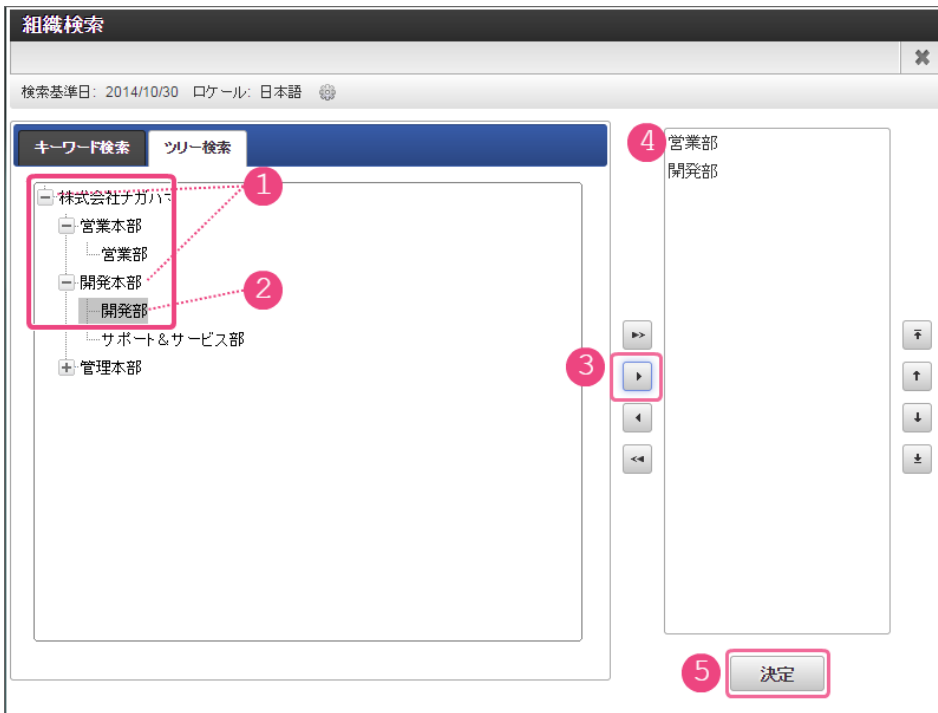 組織検索
検索基準日: 2014/10/30 ロケール: 日本語
キーワード検索 ツリー検索
株式会社ナガハマ
営業本部
営業部
開発本部
開発部
サポート&サービス部
管理本部
1
2
3
4
営業部
開発部
5
決定